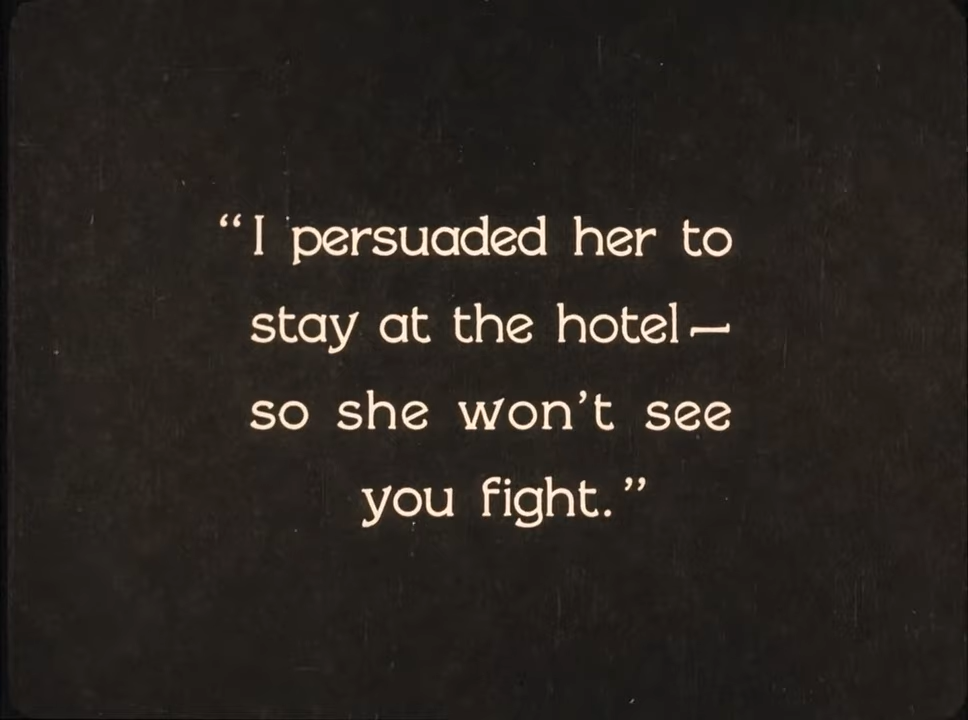 “I persuaded her to
stay at the hotel—
so she won’t see
you fight.”